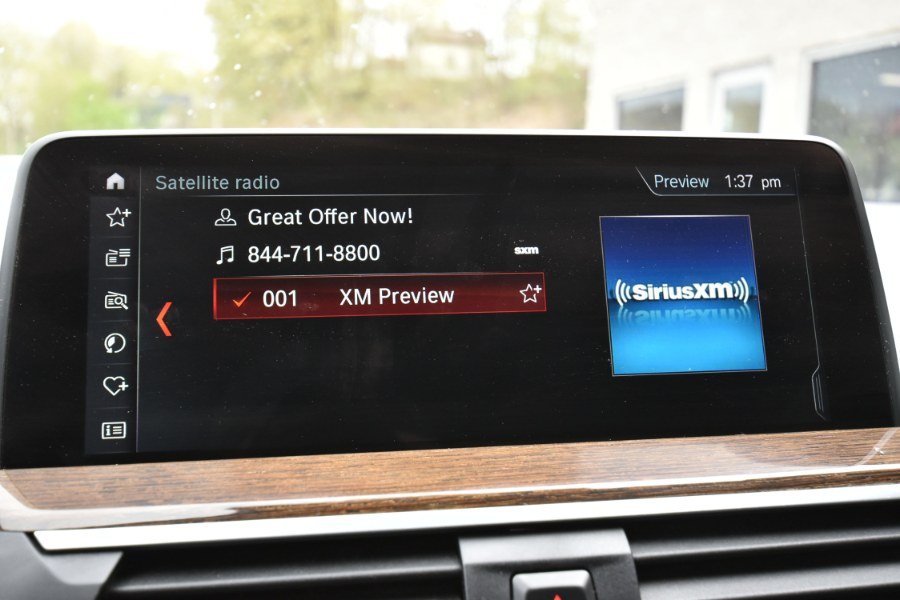 Satellite radio
Preview 1:37 pm
Great Offer Now!
844-711-8800
sxm
001 XM Preview
((SiriusXM))